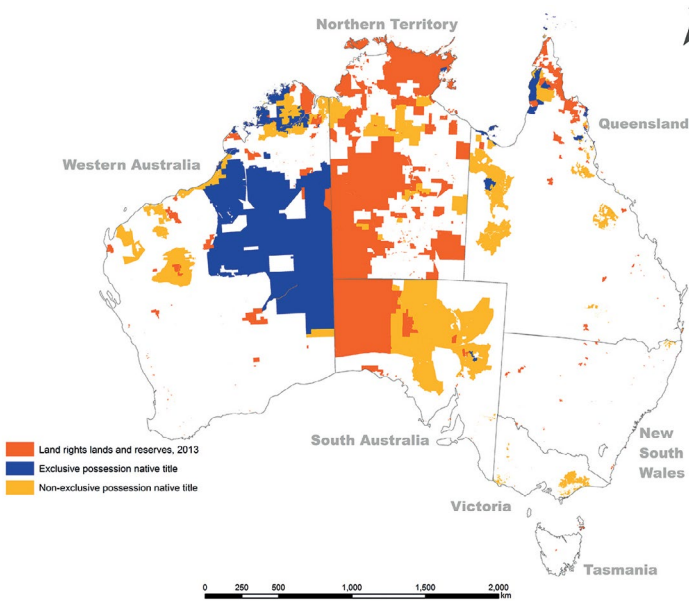 Northern Territory
Queensland
Western Australia
Land rights lands and reserves, 2013
Exclusive possession native title
Non-exclusive possession native title
South Australia
New
South
Wales
Victoria
Tasmania
0 250 500 1,000 1,500 2,000
km